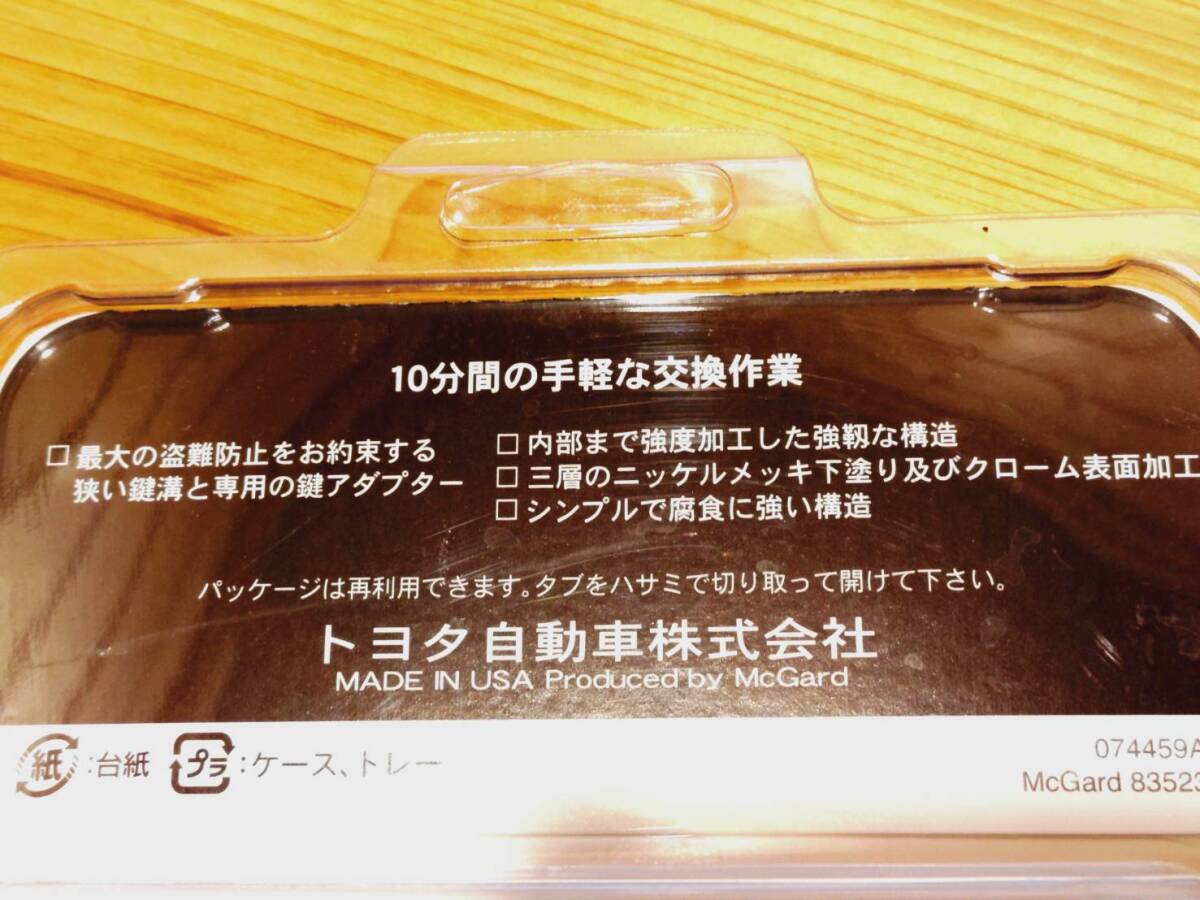 10分間の手軽な交換作業
□ 最大の盗難防止をお約束する
狭い鍵溝と専用の鍵アダプター
□ 内部まで強度加工した強靱な構造
□ 三層のニッケルメッキ下塗り及びクローム表面加工
□ シンプルで腐食に強い構造
パッケージは再利用できます。タブをハサミで切り取って開けて下さい。
トヨタ自動車株式会社
MADE IN USA Produced by McGard
紙:台紙 プラ:ケース、トレー
074459A
McGard 83523